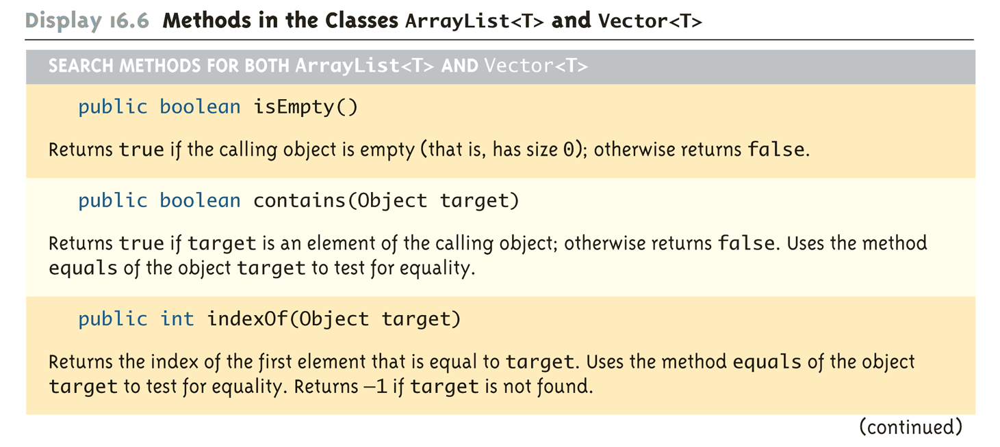 Display 16.6 Methods in the Classes ArrayList<T> and Vector<T>
SEARCH METHODS FOR BOTH ArrayList<T> AND Vector<T>
public boolean isEmpty()
Returns true if the calling object is empty (that is, has size 0); otherwise returns false.
public boolean contains(Object target)
Returns true if target is an element of the calling object; otherwise returns false. Uses the method
equals of the object target to test for equality.
public int indexOf(Object target)
Returns the index of the first element that is equal to target. Uses the method equals of the object
target to test for equality. Returns –1 if target is not found.
(continued)